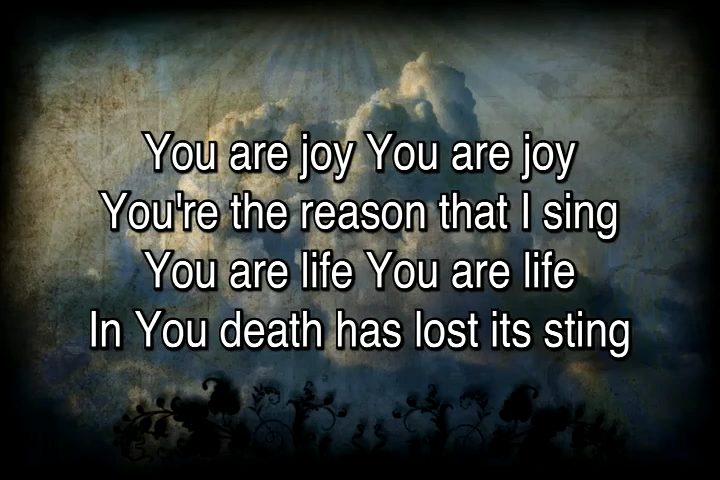 You are joy You are joy
You're the reason that I sing
You are life You are life
In You death has lost its sting